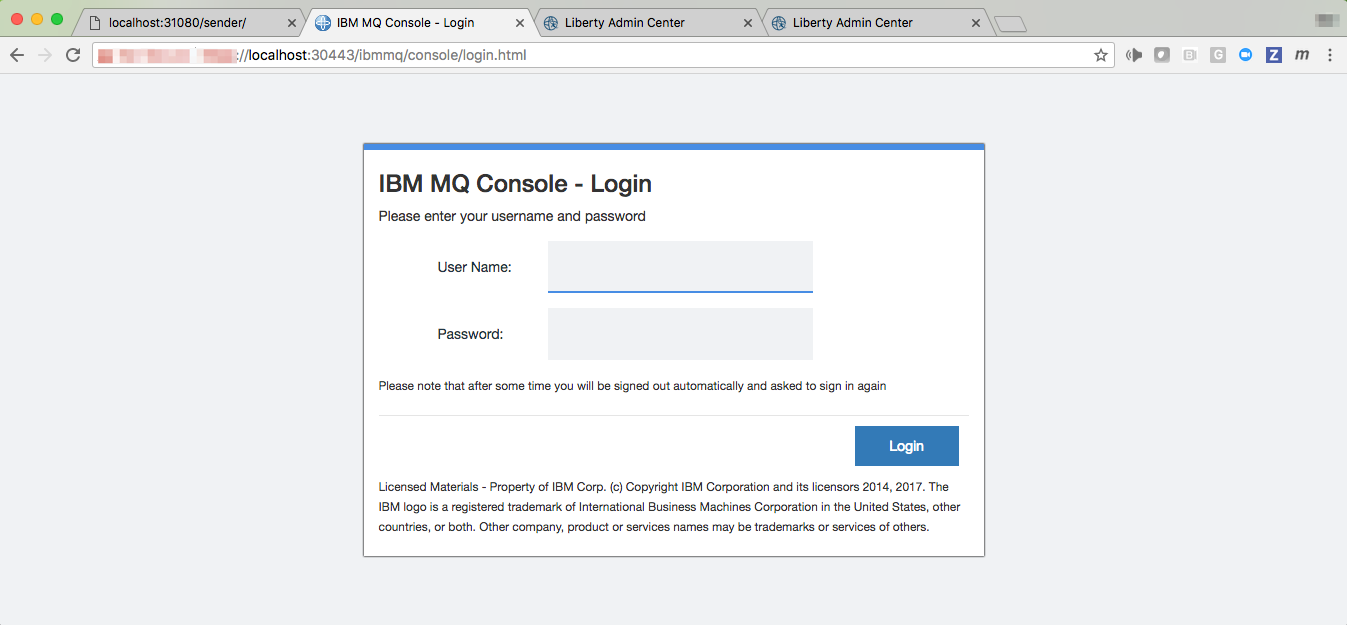 localhost:31080/sender/
IBM MQ Console - Login
Liberty Admin Center
Liberty Admin Center
://localhost:30443/ibmmq/console/login.html
B
G
Z
m
IBM MQ Console - Login
Please enter your username and password
User Name:
Password:
Please note that after some time you will be signed out automatically and asked to sign in again
Login
Licensed Materials - Property of IBM Corp. (c) Copyright IBM Corporation and its licensors 2014, 2017. The
IBM logo is a registered trademark of International Business Machines Corporation in the United States, other
countries, or both. Other company, product or services names may be trademarks or services of others.